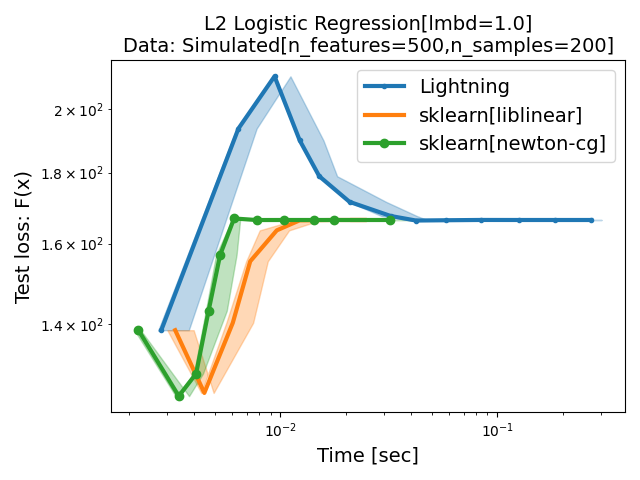 L2 Logistic Regression[lmbd=1.0]
Data: Simulated[n_features=500,n_samples=200]
Lightning
sklearn[liblinear]
sklearn[newton-cg]
Test loss: F(x)
2 × 10²
1.8 × 10²
1.6 × 10²
1.4 × 10²
10⁻²
10⁻¹
Time [sec]